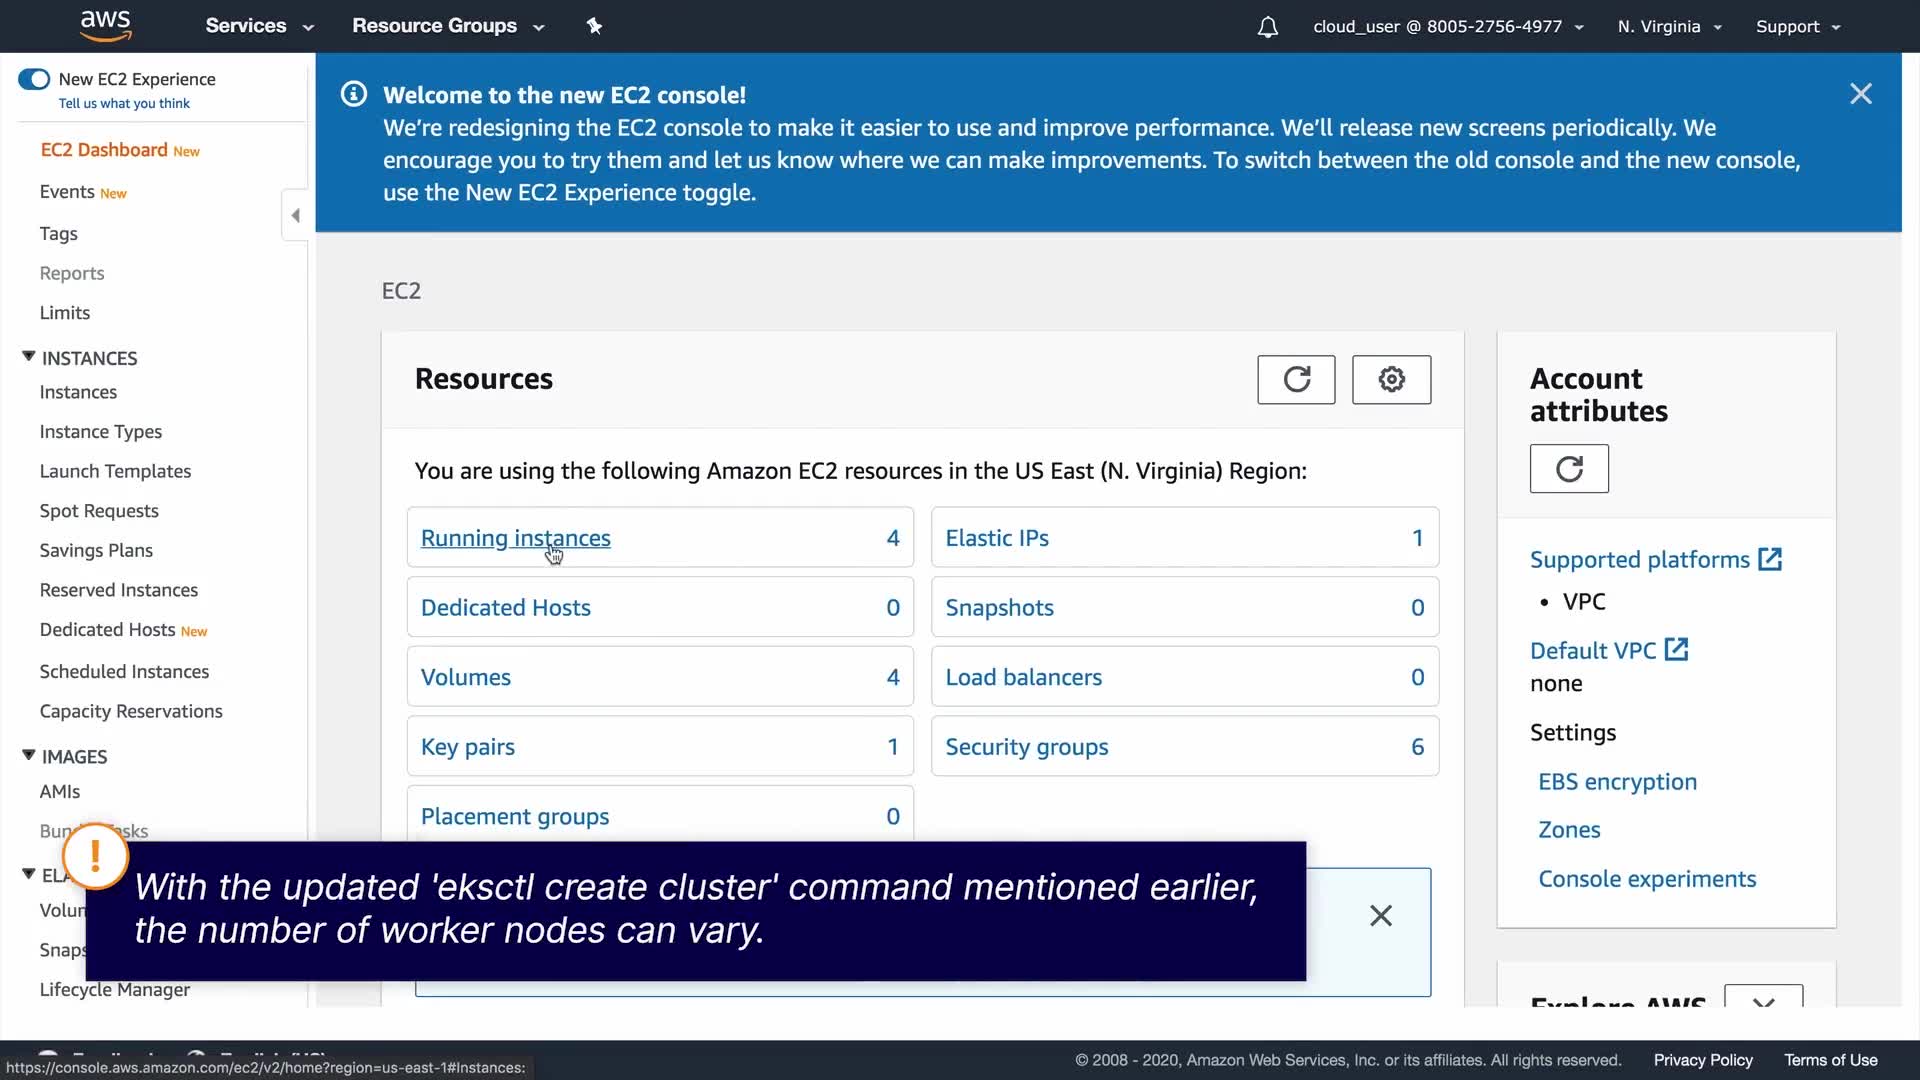 aws
Services
Resource Groups
cloud_user @ 8005-2756-4977
N. Virginia
Support
New EC2 Experience
Tell us what you think
EC2 Dashboard New
Events New
Tags
Reports
Limits
INSTANCES
Instances
Instance Types
Launch Templates
Spot Requests
Savings Plans
Reserved Instances
Dedicated Hosts New
Scheduled Instances
Capacity Reservations
IMAGES
AMIs
Lifecycle Manager
Welcome to the new EC2 console!
We're redesigning the EC2 console to make it easier to use and improve performance. We'll release new screens periodically. We
encourage you to try them and let us know where we can make improvements. To switch between the old console and the new console,
use the New EC2 Experience toggle.
EC2
Resources
You are using the following Amazon EC2 resources in the US East (N. Virginia) Region:
Running instances 4
Elastic IPs 1
Dedicated Hosts 0
Snapshots 0
Volumes 4
Load balancers 0
Key pairs 1
Security groups 6
Placement groups 0
Account
attributes
Supported platforms
• VPC
Default VPC
none
Settings
EBS encryption
Zones
Console experiments
Explore AWS
!
With the updated 'eksctl create cluster' command mentioned earlier,
the number of worker nodes can vary.
https://console.aws.amazon.com/ec2/v2/home?region=us-east-1#Instances:
© 2008 - 2020, Amazon Web Services, Inc. or its affiliates. All rights reserved.
Privacy Policy
Terms of Use